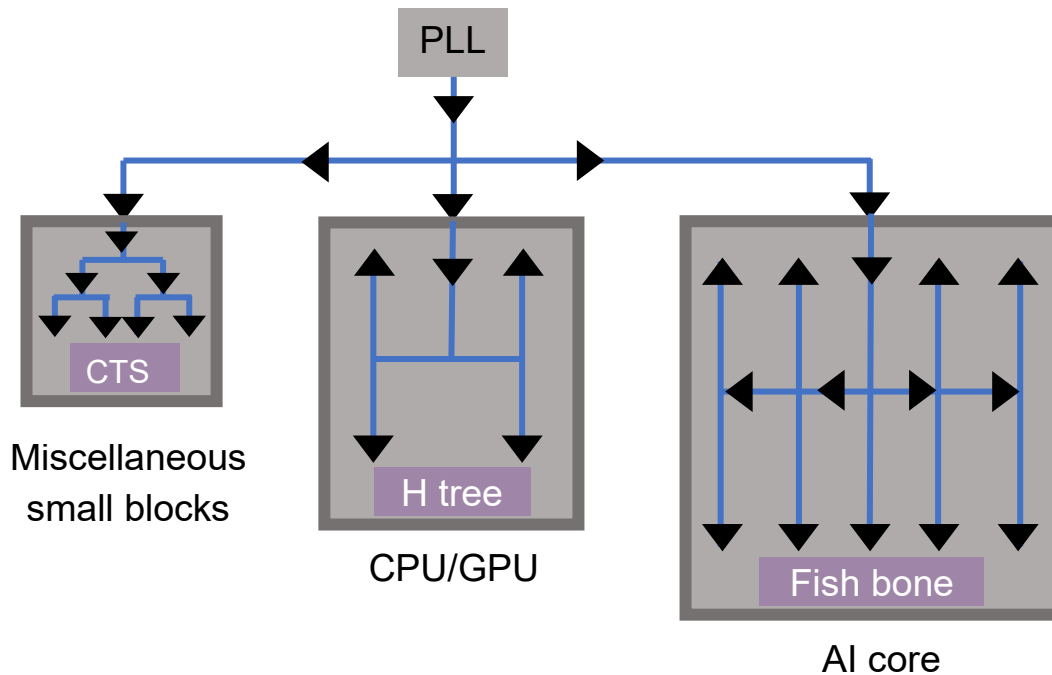 PLL
CTS
Miscellaneous
small blocks
H tree
CPU/GPU
Fish bone
AI core